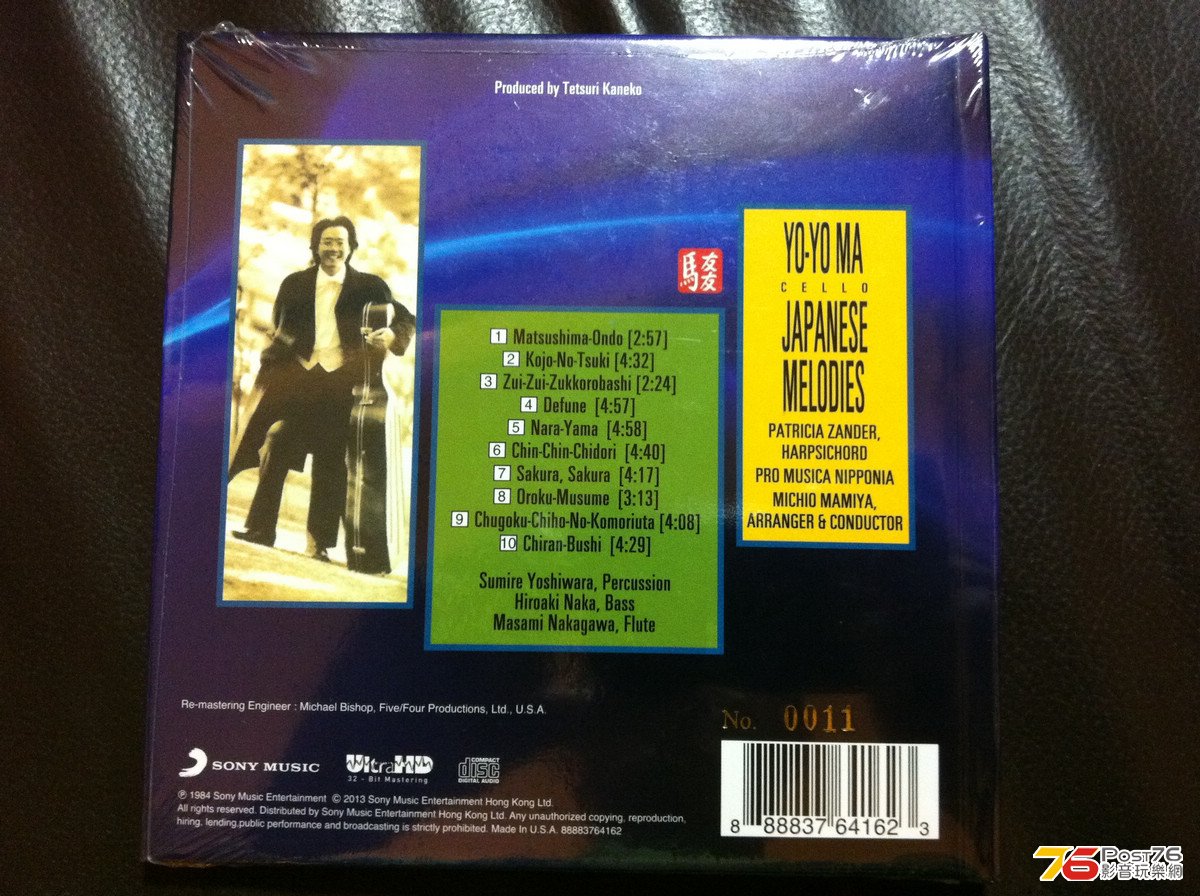 Produced by Tetsuri Kaneko
駿友友
YO-YO MA
CELLO
JAPANESE
MELODIES
PATRICIA ZANDER,
HARPSICHORD
PRO MUSICA NIPPONIA
MICHIO MAMIYA,
ARRANGER & CONDUCTOR
1 Matsushima-Ondo [2:57]
2 Kojo-No-Tsuki [4:32]
3 Zui-Zui-Zukkorobashi [2:24]
4 Defune [4:57]
5 Nara-Yama [4:58]
6 Chin-Chin-Chidori [4:40]
7 Sakura, Sakura [4:17]
8 Oroku-Musume [3:13]
9 Chugoku-Chiho-No-Komoriuta [4:08]
10 Chiran-Bushi [4:29]
Sumire Yoshiwara, Percussion
Hiroaki Naka, Bass
Masami Nakagawa, Flute
Re-mastering Engineer : Michael Bishop, Five/Four Productions, Ltd., U.S.A.
No. 0011
SONY MUSIC
UltraHD
32 - Bit Mastering
COMPACT
disc
DIGITAL AUDIO
℗ 1984 Sony Music Entertainment © 2013 Sony Music Entertainment Hong Kong Ltd.
All rights reserved. Distributed by Sony Music Entertainment Hong Kong Ltd. Any unauthorized copying, reproduction,
hiring, lending,public performance and broadcasting is strictly prohibited. Made In U.S.A. 88883764162
8 88837 64162 3
76 Post76
影音玩樂網